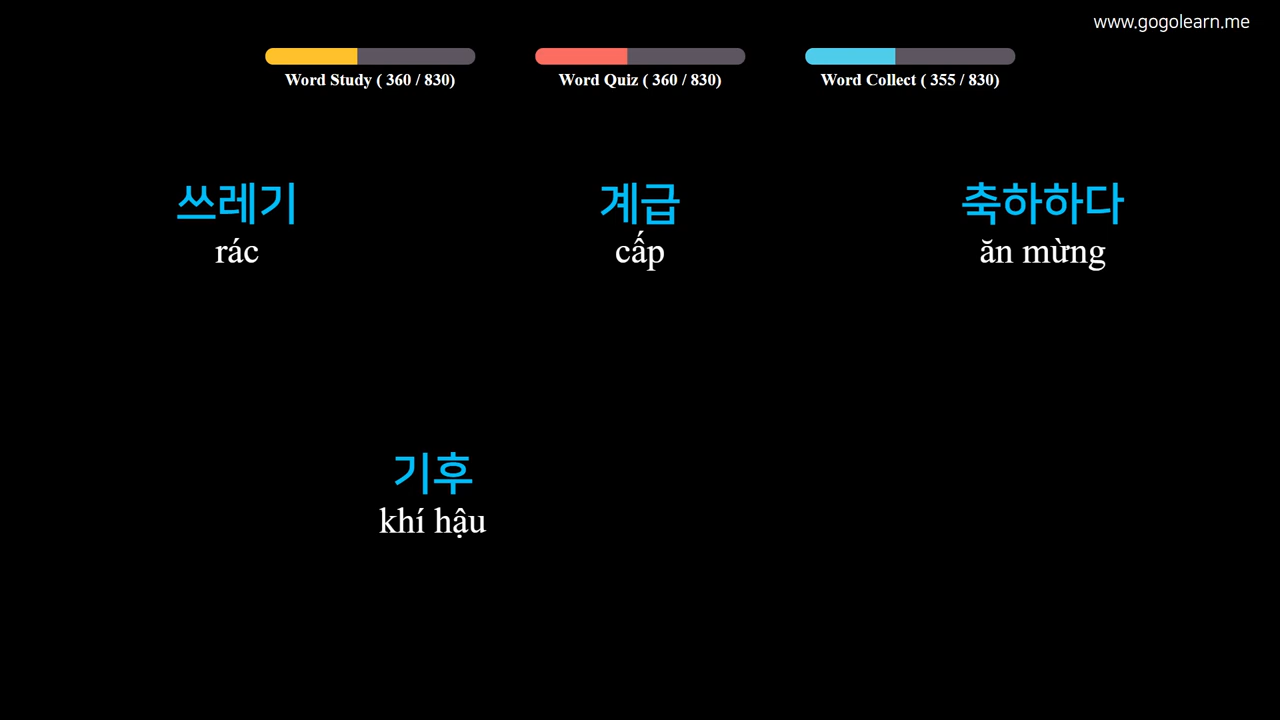 www.gogolearn.me
Word Study ( 360 / 830)
Word Quiz ( 360 / 830)
Word Collect ( 355 / 830)
쓰레기
rác
계급
cấp
축하하다
ăn mừng
기후
khí hậu